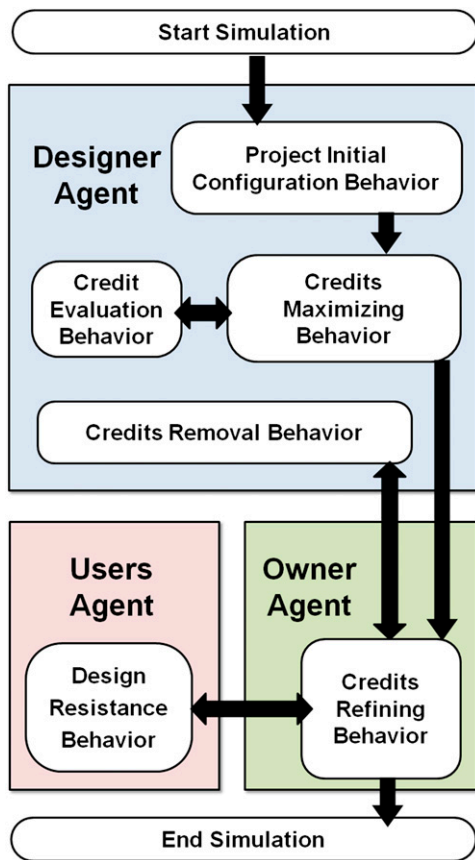 Start Simulation
Designer
Agent
Project Initial
Configuration Behavior
Credit
Evaluation
Behavior
Credits
Maximizing
Behavior
Credits Removal Behavior
Users
Agent
Owner
Agent
Design
Resistance
Behavior
Credits
Refining
Behavior
End Simulation